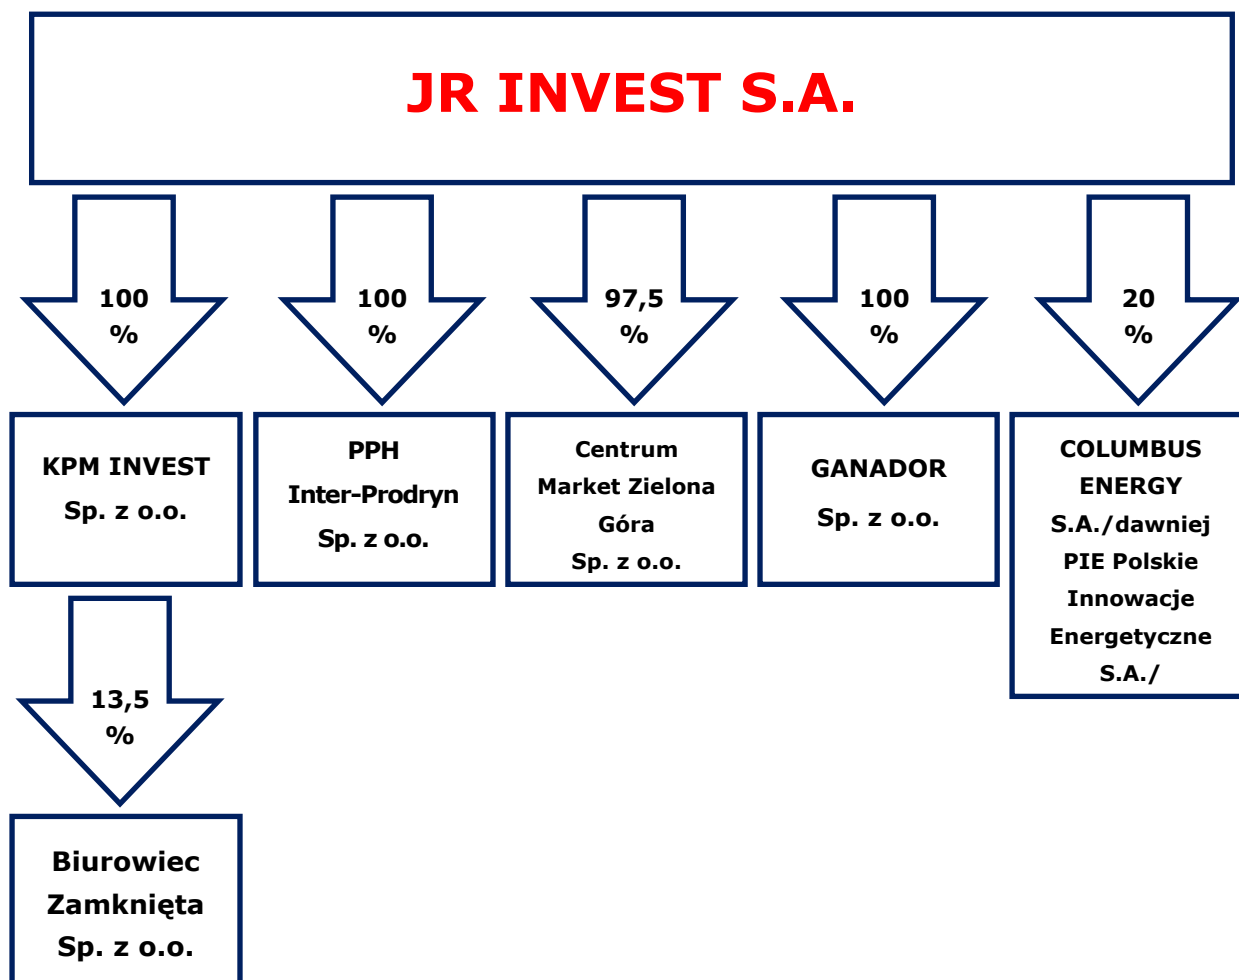 JR INVEST S.A.
100
%
100
%
97,5
%
100
%
20
%
KPM INVEST
Sp. z o.o.
PPH
Inter-Prodryn
Sp. z o.o.
Centrum
Market Zielona
Góra
Sp. z o.o.
GANADOR
Sp. z o.o.
COLUMBUS
ENERGY
S.A./dawniej
PIE Polskie
Innowacje
Energetyczne
S.A./
13,5
%
Biurowiec
Zamknięta
Sp. z o.o.